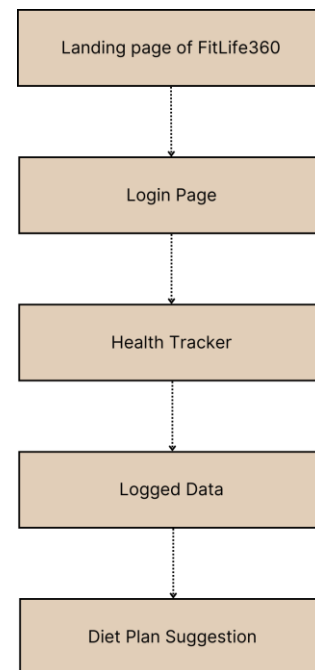 Landing page of FitLife360
Login Page
Health Tracker
Logged Data
Diet Plan Suggestion